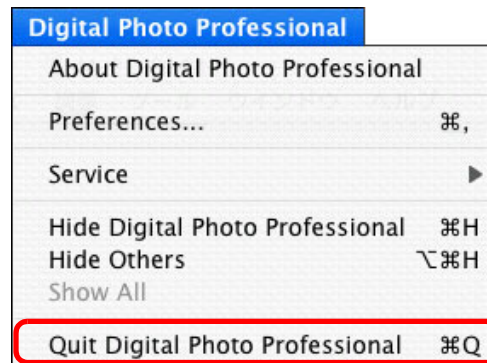 Digital Photo Professional
About Digital Photo Professional
Preferences... ⌘,
Service ▶
Hide Digital Photo Professional ⌘H
Hide Others ⌥⌘H
Show All
Quit Digital Photo Professional ⌘Q